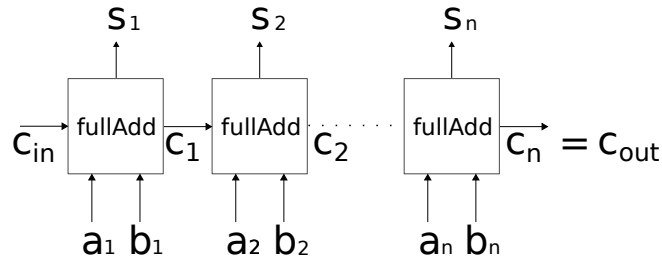 s₁ s₂ sₙ
fullAdd fullAdd fullAdd
cᵢₙ c₁ c₂ cₙ = cₒᵤₜ
a₁ b₁ a₂ b₂ aₙ bₙ